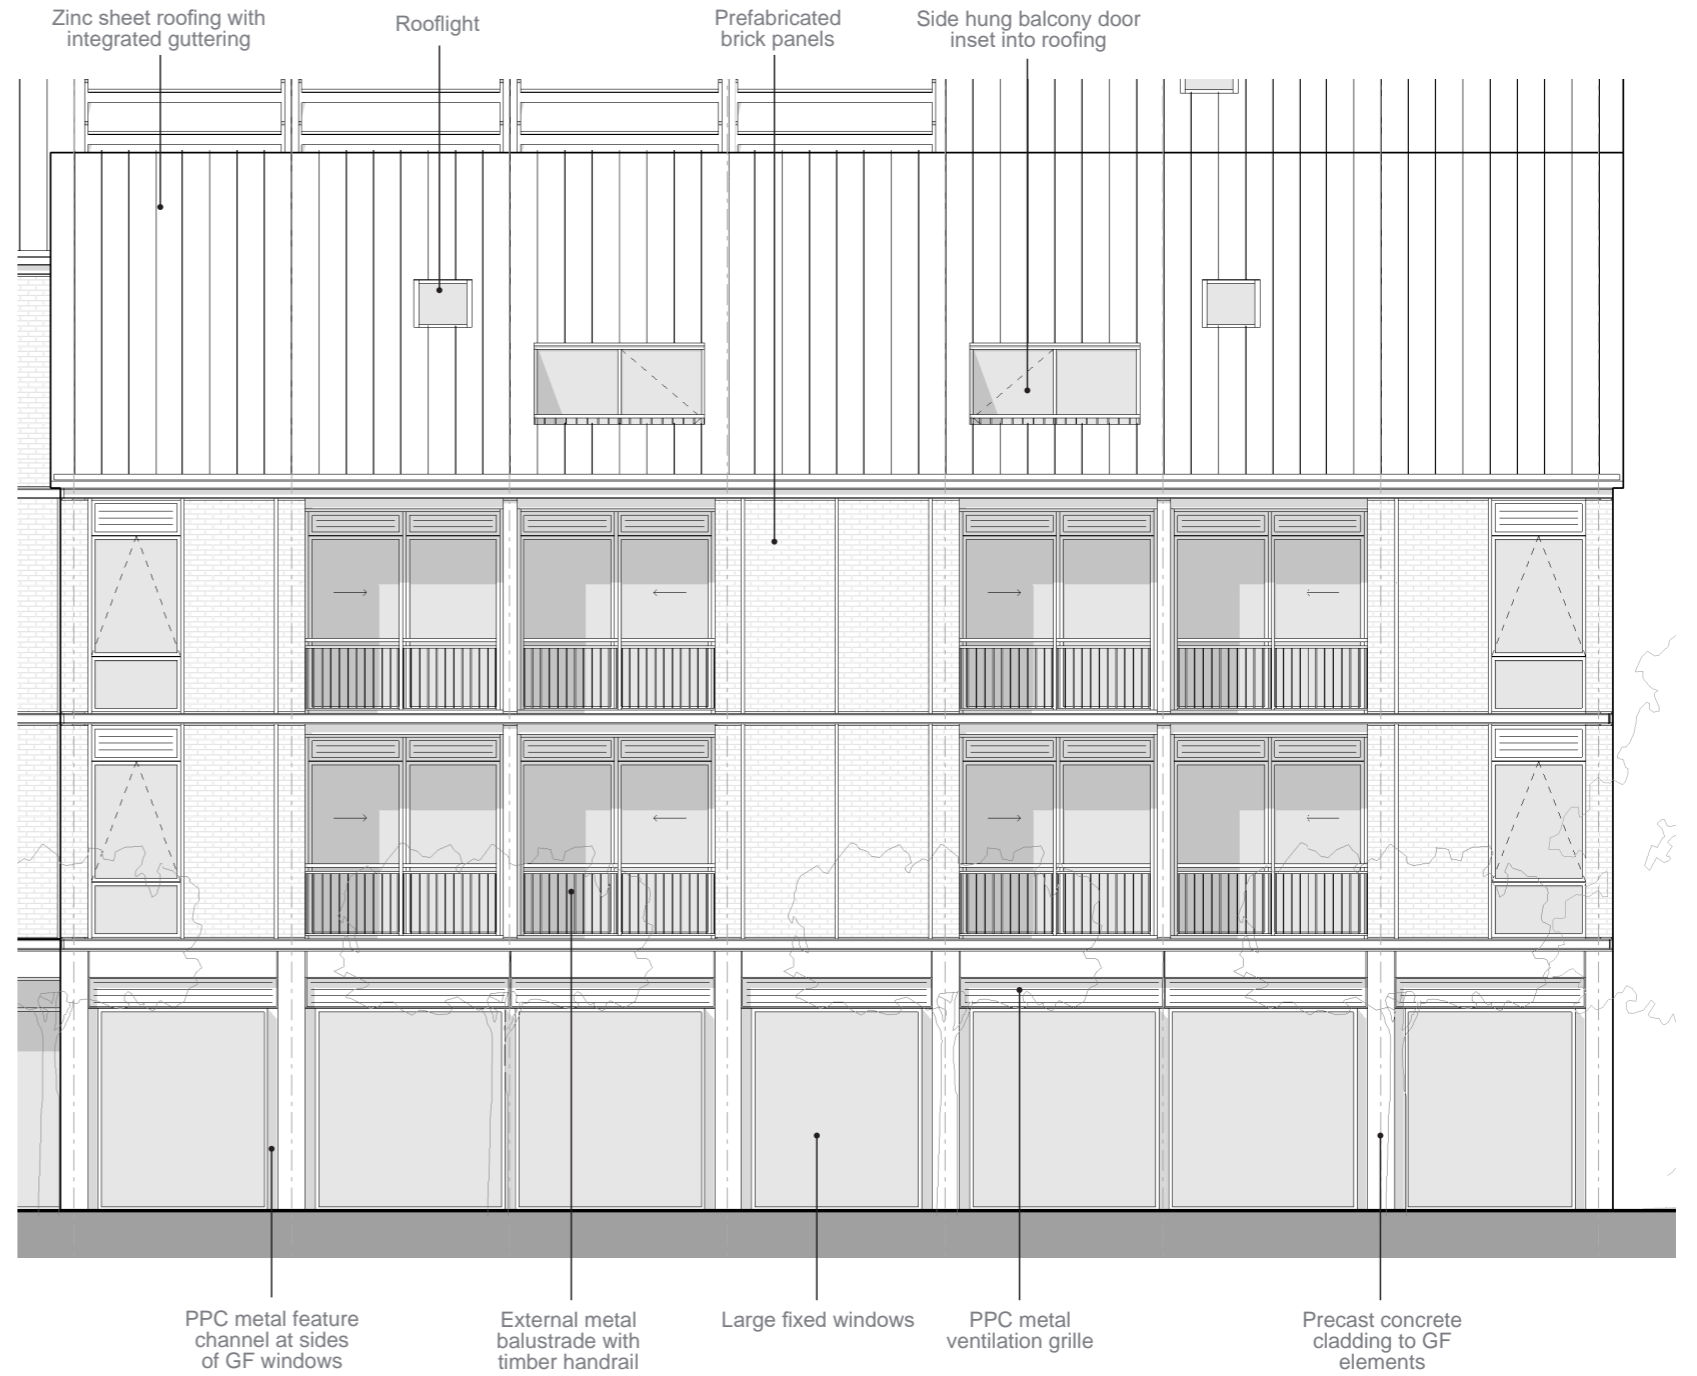 Zinc sheet roofing with
integrated guttering
Rooflight
Prefabricated
brick panels
Side hung balcony door
inset into roofing
PPC metal feature
channel at sides
of GF windows
External metal
balustrade with
timber handrail
Large fixed windows
PPC metal
ventilation grille
Precast concrete
cladding to GF
elements